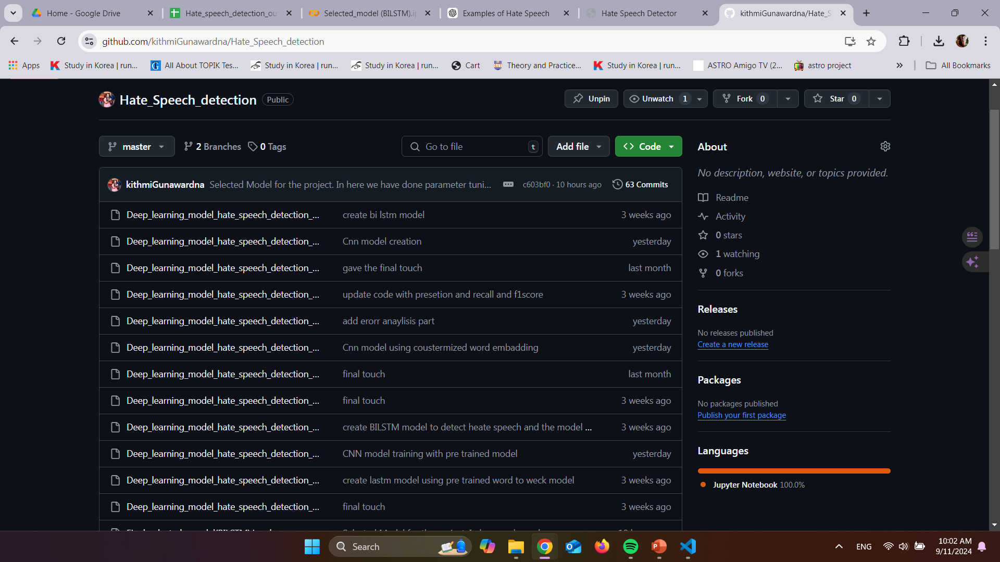 Home - Google Drive
Hate_speech_detection_ou
Selected_model (BILSTM).i
Examples of Hate Speech
Hate Speech Detector
kithmiGunawardna/Hate_S
github.com/kithmiGunawardna/Hate_Speech_detection
Apps
Study in Korea | run...
All About TOPIK Tes...
Study in Korea | run...
Study in Korea | run...
Cart
Theory and Practice...
Study in Korea | run...
ASTRO Amigo TV (2...
astro project
All Bookmarks
Hate_Speech_detection Public
Unpin
Unwatch 1
Fork 0
Star 0
master
2 Branches
0 Tags
Go to file t
Add file
Code
kithmiGunawardna Selected Model for the project. In here we have done parameter tuni... c603bf0 · 10 hours ago 63 Commits
Deep_learning_model_hate_speech_detection_... create bi lstm model 3 weeks ago
Deep_learning_model_hate_speech_detection_... Cnn model creation yesterday
Deep_learning_model_hate_speech_detection_... gave the final touch last month
Deep_learning_model_hate_speech_detection_... update code with presetion and recall and f1score 3 weeks ago
Deep_learning_model_hate_speech_detection_... add erorr anaylisis part yesterday
Deep_learning_model_hate_speech_detection_... Cnn model using coustermized word embadding yesterday
Deep_learning_model_hate_speech_detection_... final touch last month
Deep_learning_model_hate_speech_detection_... final touch 3 weeks ago
Deep_learning_model_hate_speech_detection_... create BILSTM model to detect heate speech and the model ... 3 weeks ago
Deep_learning_model_hate_speech_detection_... CNN model training with pre trained model yesterday
Deep_learning_model_hate_speech_detection_... create lastm model using pre trained word to weck model 3 weeks ago
Deep_learning_model_hate_speech_detection_... final touch 3 weeks ago
About
No description, website, or topics provided.
Readme
Activity
0 stars
1 watching
0 forks
Releases
No releases published
Create a new release
Packages
No packages published
Publish your first package
Languages
Jupyter Notebook 100.0%
Search
ENG
10:02 AM
9/11/2024